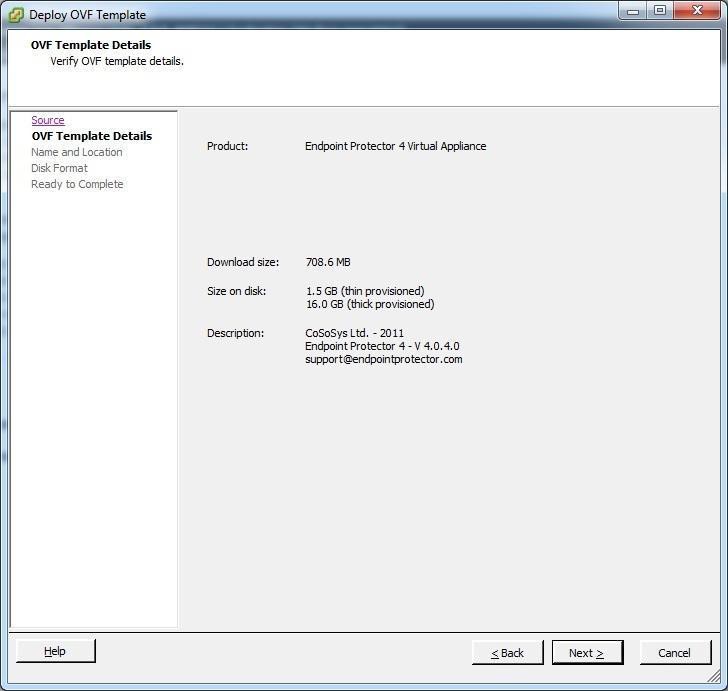 Deploy OVF Template
OVF Template Details
Verify OVF template details.
Source
OVF Template Details
Name and Location
Disk Format
Ready to Complete
Product: Endpoint Protector 4 Virtual Appliance
Download size: 708.6 MB
Size on disk: 1.5 GB (thin provisioned)
16.0 GB (thick provisioned)
Description: CoSoSys Ltd. - 2011
Endpoint Protector 4 - V 4.0.4.0
support@endpointprotector.com
Help < Back Next > Cancel